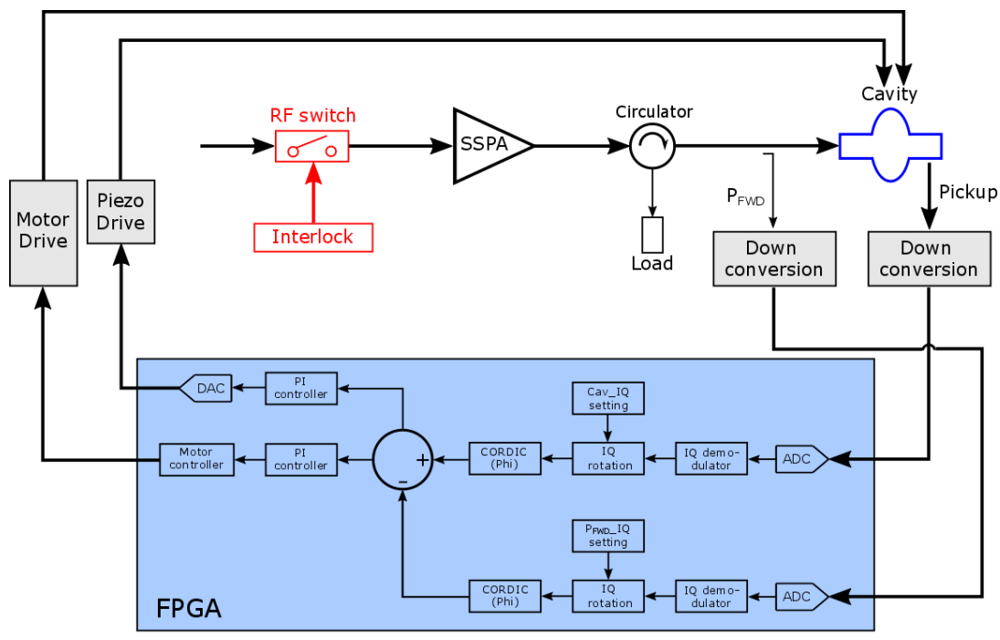 Cavity
RF switch
Circulator
SSPA
Pickup
P_FWD
Motor
Drive
Piezo
Drive
Interlock
Load
Down
conversion
Down
conversion
DAC
PI
controller
Cav_IQ
setting
Motor
controller
PI
controller
+
-
CORDIC
(Phi)
IQ
rotation
IQ demo-
dulator
ADC
P_FWD_IQ
setting
CORDIC
(Phi)
IQ
rotation
IQ demo-
dulator
ADC
FPGA